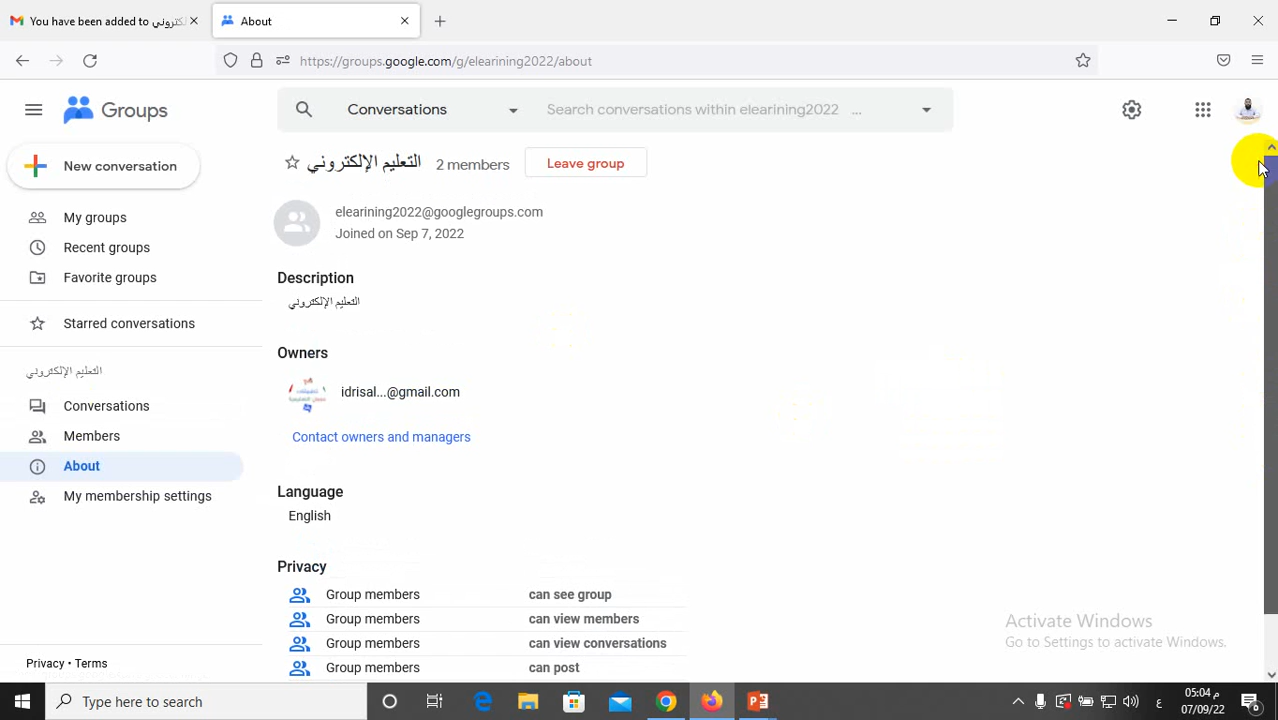 You have been added to لكتروني
About
https://groups.google.com/g/elearining2022/about
Groups
Conversations
Search conversations within elearining2022 ...
New conversation
التعليم الإلكتروني
2 members
Leave group
elearining2022@googlegroups.com
Joined on Sep 7, 2022
My groups
Recent groups
Favorite groups
Starred conversations
التعليم الإلكتروني
Conversations
Members
About
My membership settings
Description
التعليم الإلكتروني
Owners
idrisal...@gmail.com
Contact owners and managers
Language
English
Privacy
Group members can see group
Group members can view members
Group members can view conversations
Group members can post
Activate Windows
Go to Settings to activate Windows.
Privacy • Terms
Type here to search
ع
05:04 م
07/09/22